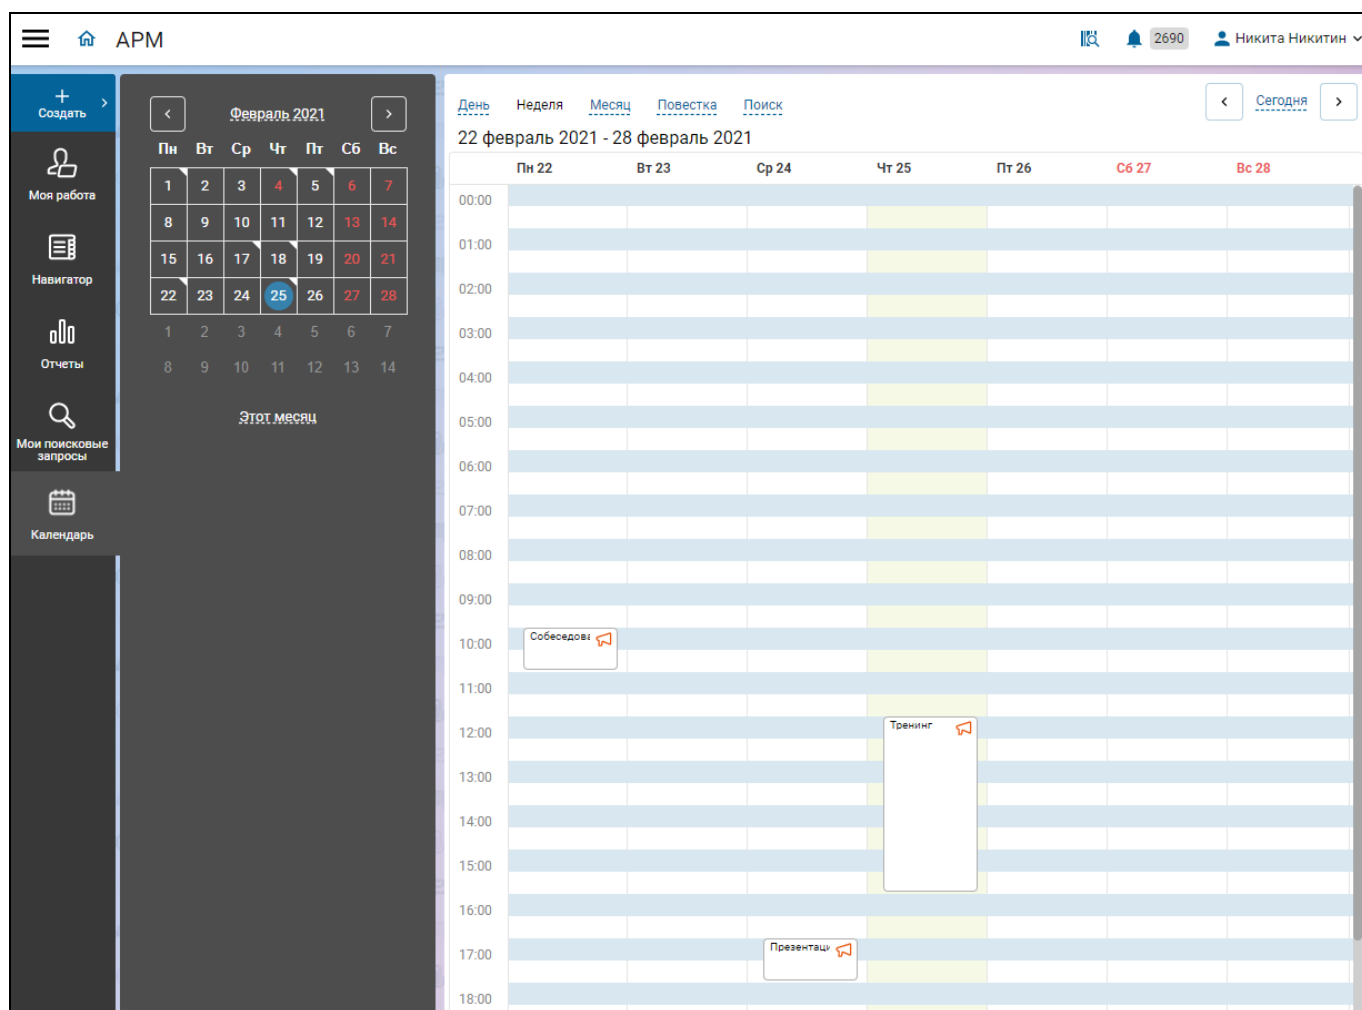 АРМ
2690
Никита Никитин
Создать
Моя работа
Навигатор
Отчеты
Мои поисковые
запросы
Календарь
Февраль 2021
Пн Вт Ср Чт Пт Сб Вс
1 2 3 4 5 6 7
8 9 10 11 12 13 14
15 16 17 18 19 20 21
22 23 24 25 26 27 28
1 2 3 4 5 6 7
8 9 10 11 12 13 14
Этот месяц
День Неделя Месяц Повестка Поиск
Сегодня
22 февраль 2021 - 28 февраль 2021
Пн 22 Вт 23 Ср 24 Чт 25 Пт 26 Сб 27 Вс 28
00:00
01:00
02:00
03:00
04:00
05:00
06:00
07:00
08:00
09:00
10:00 Собеседова
11:00
12:00 Тренинг
13:00
14:00
15:00
16:00
17:00 Презентаци
18:00